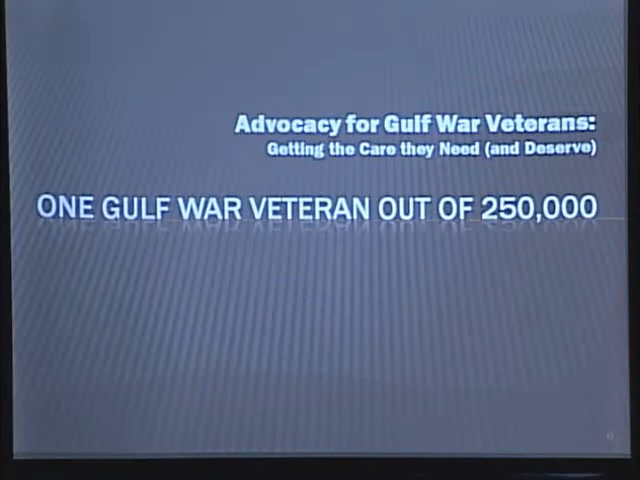 Advocacy for Gulf War Veterans:
Getting the Care they Need (and Deserve)
ONE GULF WAR VETERAN OUT OF 250,000
0